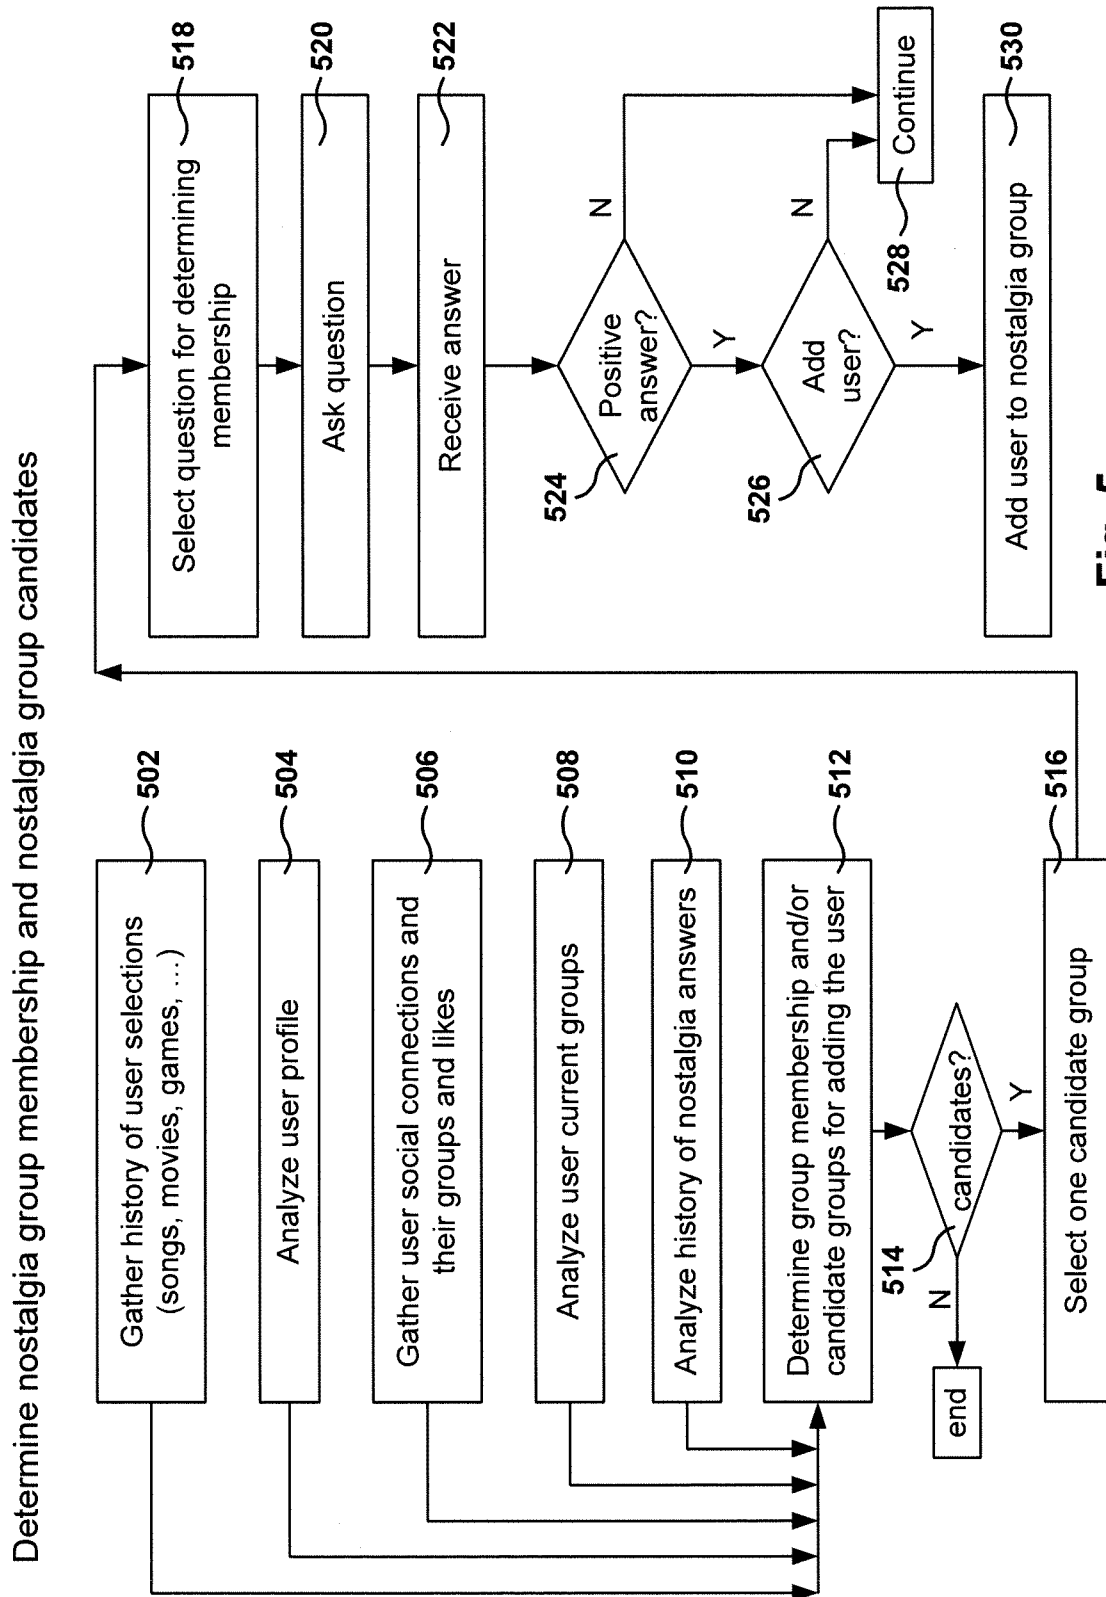 Determine nostalgia group membership and nostalgia group candidates
Gather history of user selections
(songs, movies, games, …)
502
Analyze user profile
504
Gather user social connections and
their groups and likes
506
Analyze user current groups
508
Analyze history of nostalgia answers
510
Determine group membership and/or
candidate groups for adding the user
512
candidates?
514
N
end
Y
Select one candidate group
516
Select question for determining
membership
518
Ask question
520
Receive answer
522
Positive
answer?
524
N
Y
Add
user?
526
N
528
Continue
Y
Add user to nostalgia group
530